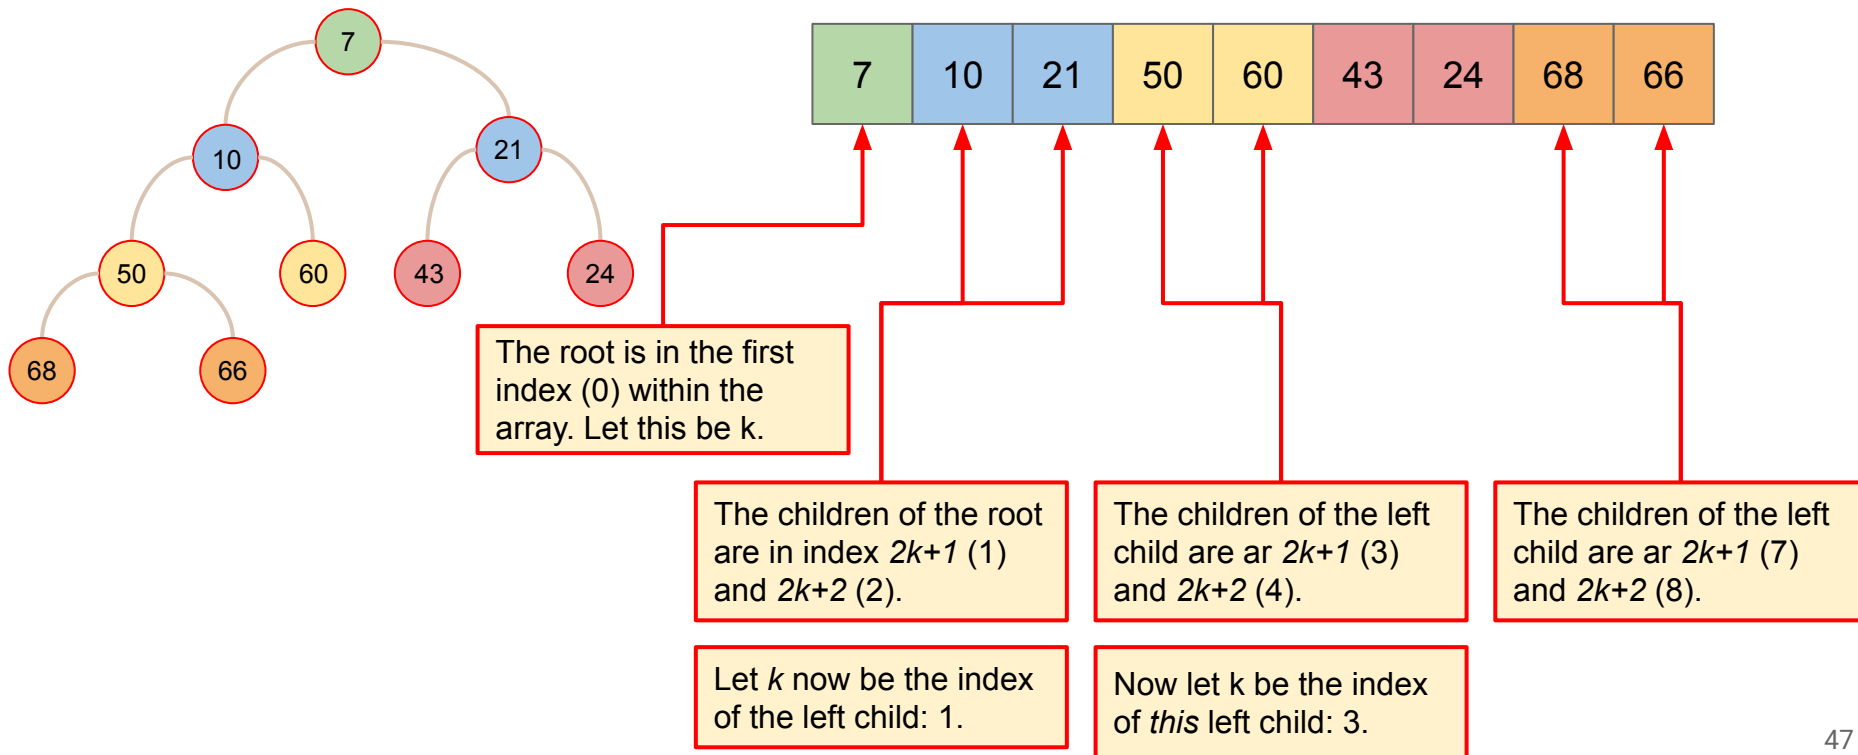 7
10
21
50
60
43
24
68
66
7 10 21 50 60 43 24 68 66
The root is in the first
index (0) within the
array. Let this be k.
The children of the root
are in index 2k+1 (1)
and 2k+2 (2).
The children of the left
child are ar 2k+1 (3)
and 2k+2 (4).
The children of the left
child are ar 2k+1 (7)
and 2k+2 (8).
Let k now be the index
of the left child: 1.
Now let k be the index
of this left child: 3.
47